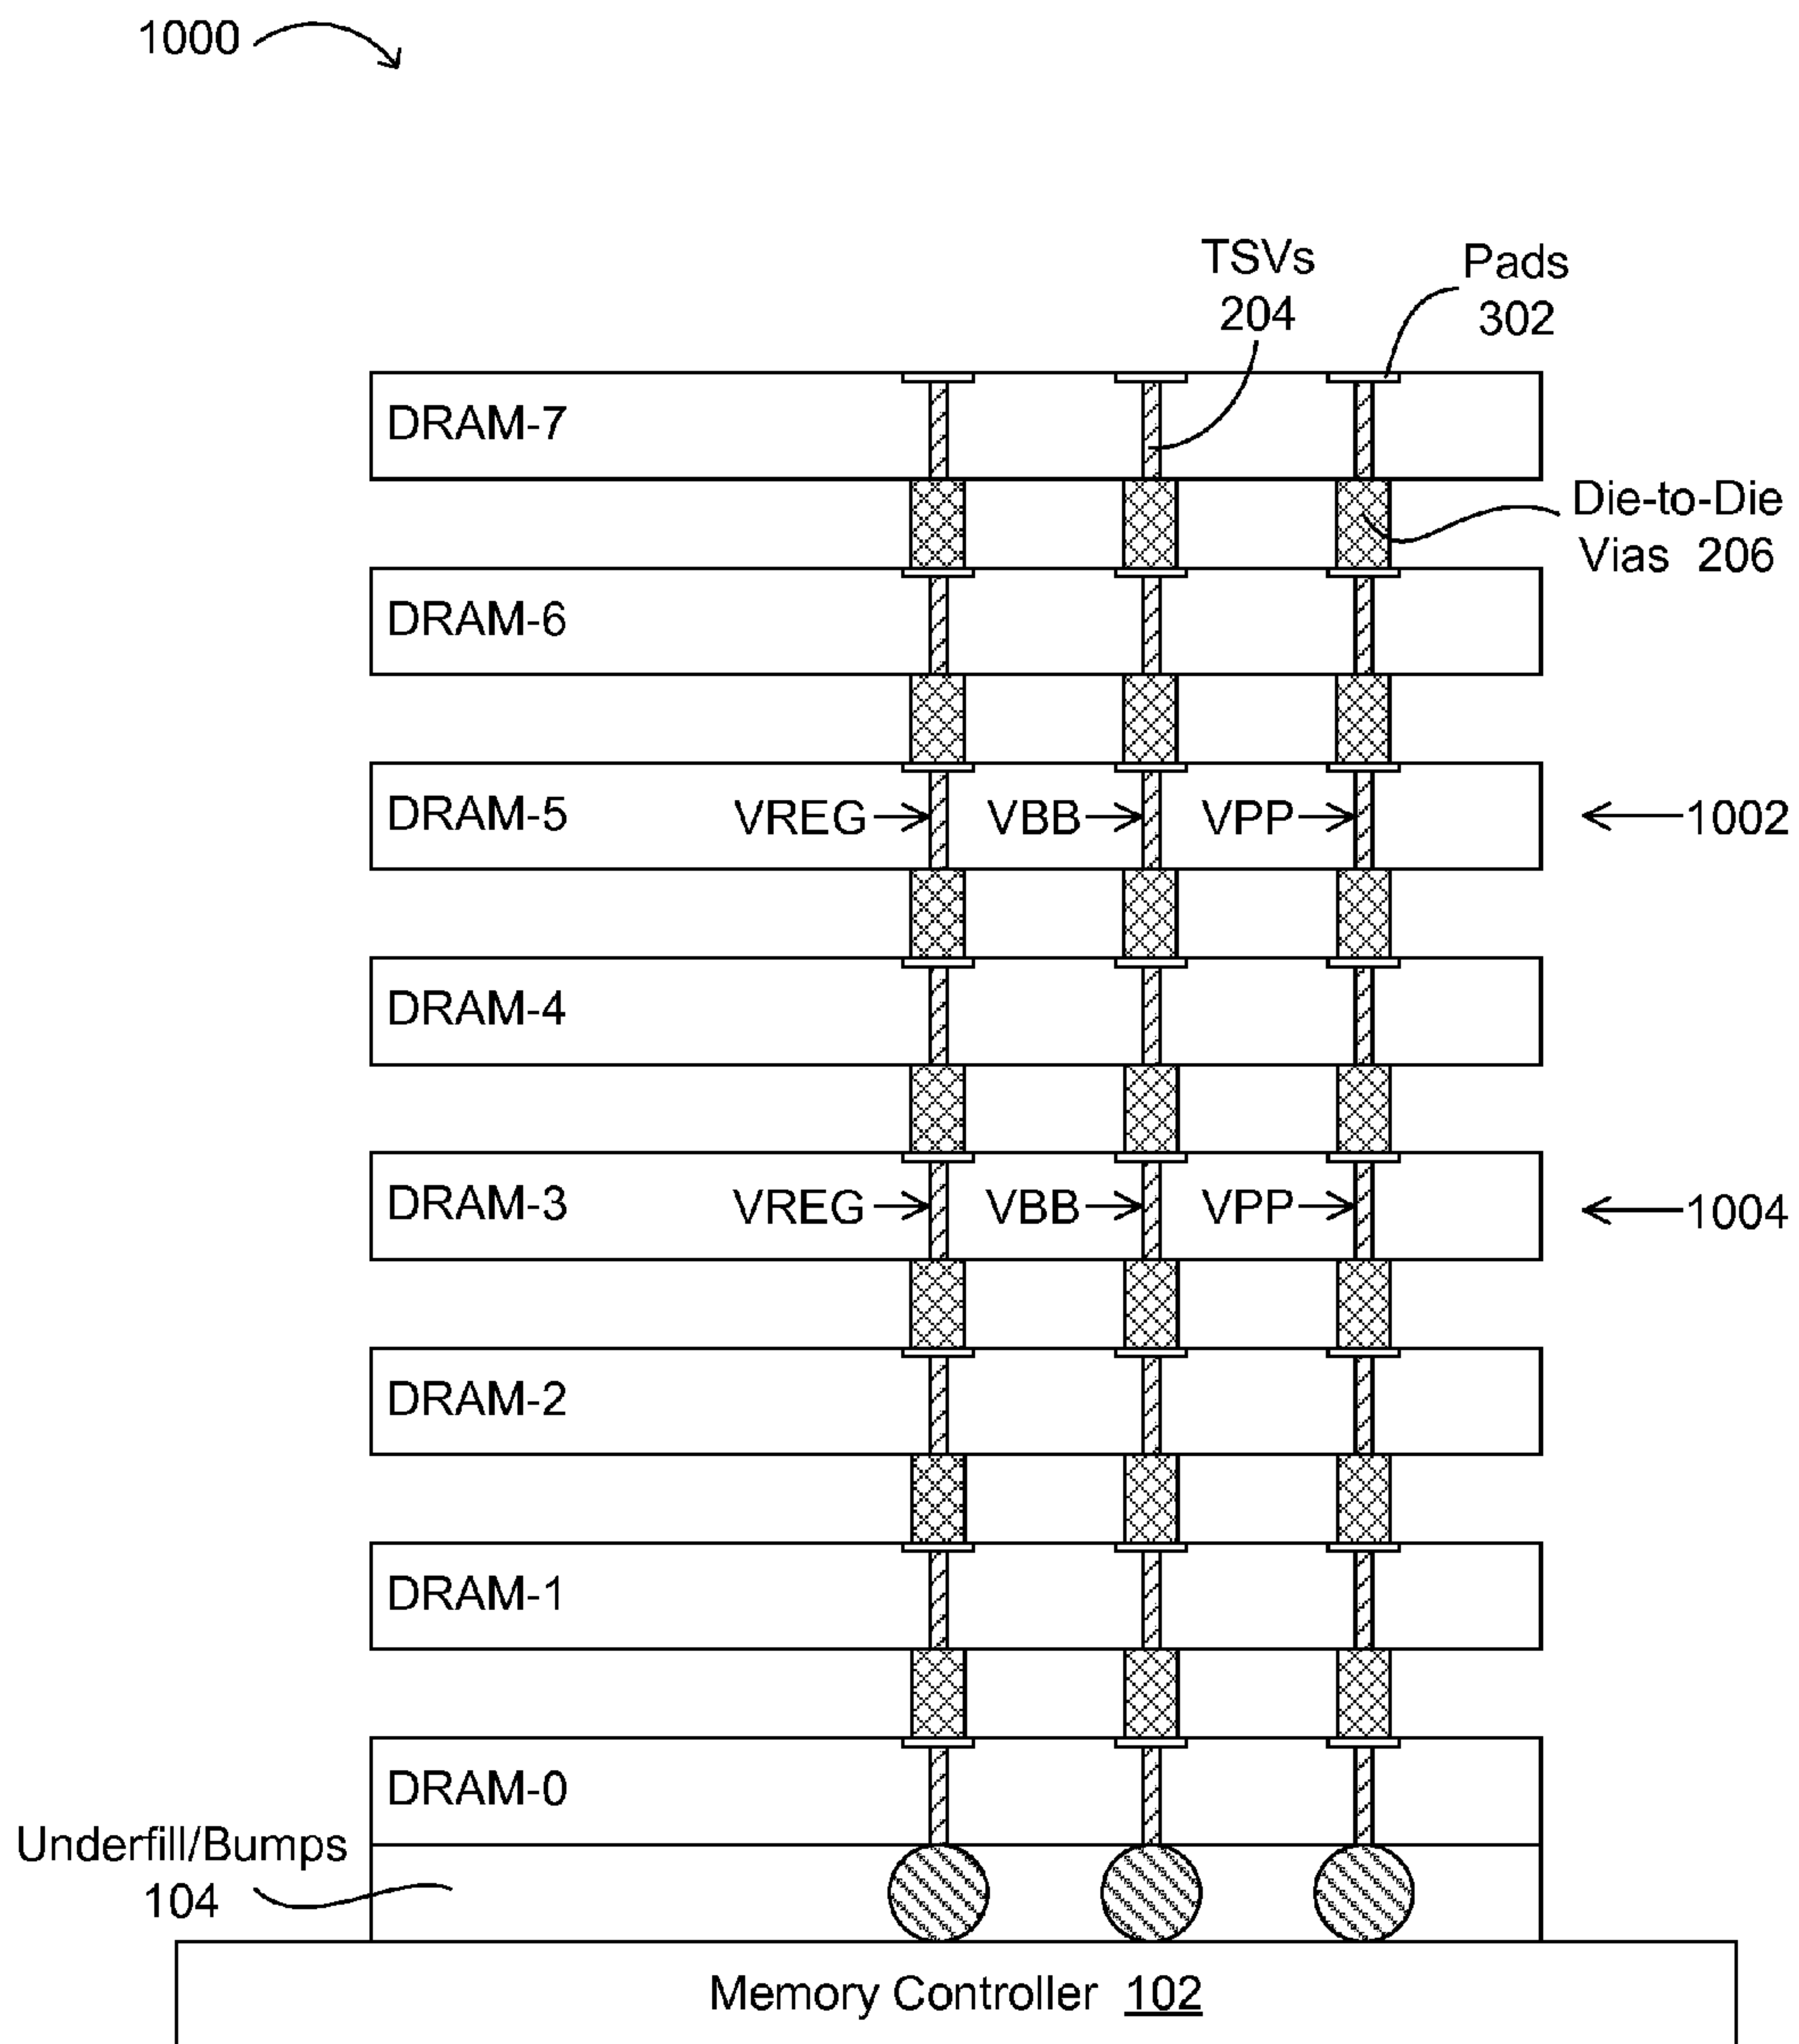 1000
TSVs
204
Pads
302
DRAM-7
Die-to-Die
Vias 206
DRAM-6
DRAM-5 VREG VBB VPP 1002
DRAM-4
DRAM-3 VREG VBB VPP 1004
DRAM-2
DRAM-1
DRAM-0
Underfill/Bumps
104
Memory Controller 102